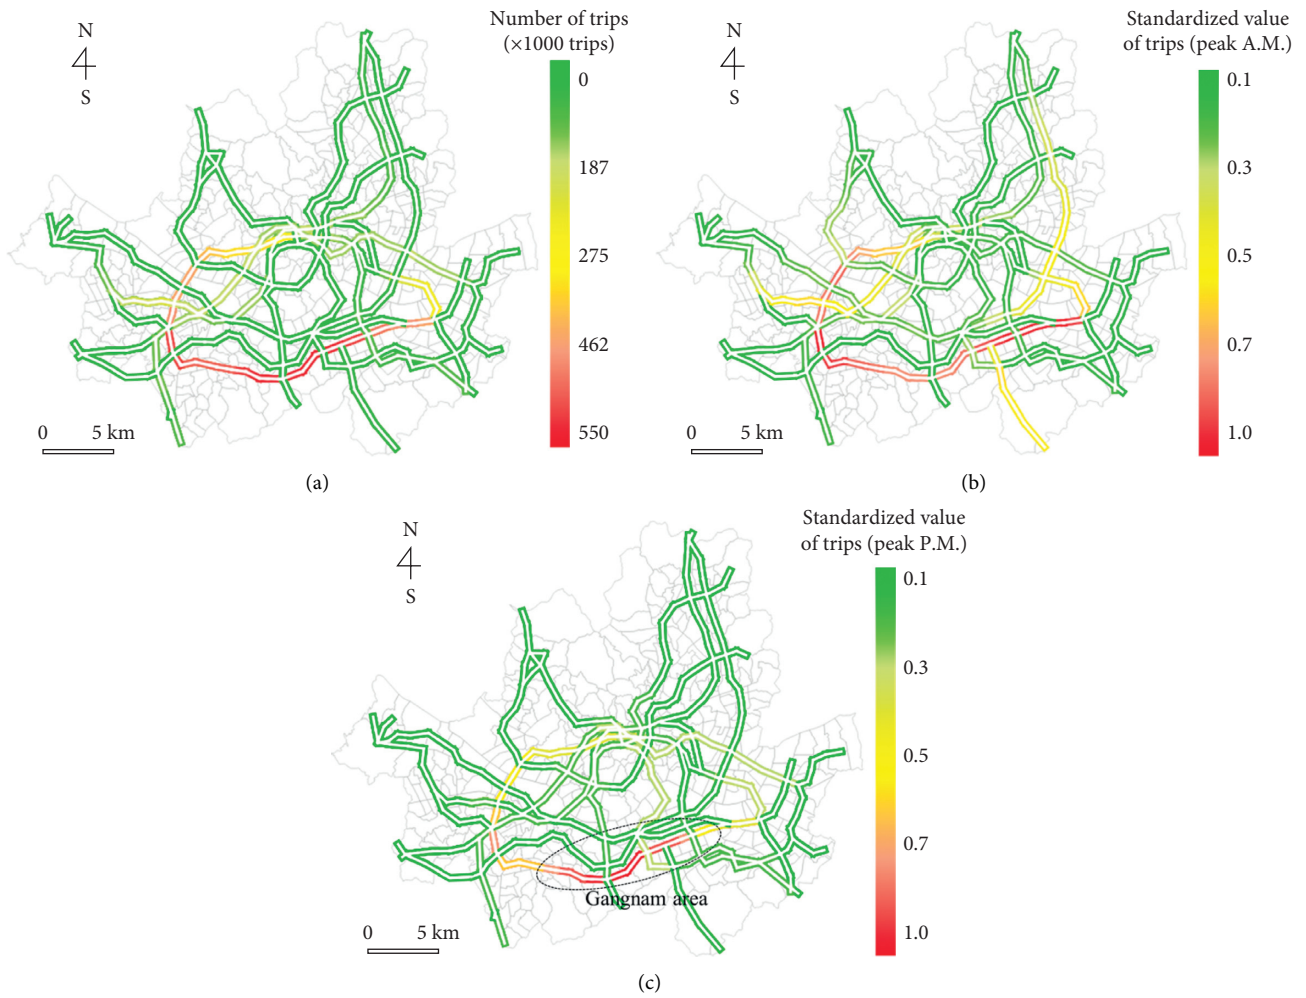 N
S
Number of trips
(×1000 trips)
0
187
275
462
550
0 5 km
(a)
N
S
Standardized value
of trips (peak A.M.)
0.1
0.3
0.5
0.7
1.0
0 5 km
(b)
N
S
Standardized value
of trips (peak P.M.)
0.1
0.3
0.5
0.7
1.0
Gangnam area
0 5 km
(c)